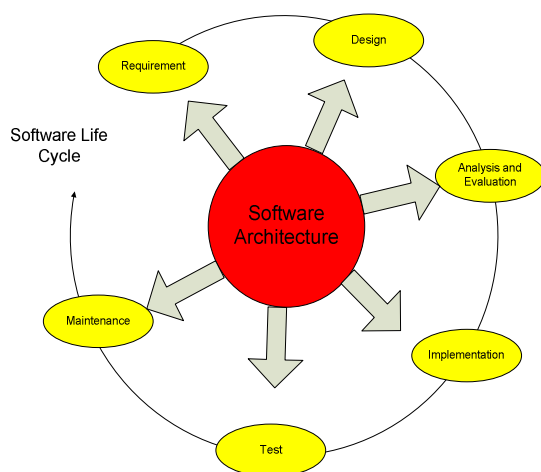 Design
Requirement
Software Life
Cycle
Analysis and
Evaluation
Software
Architecture
Maintenance
Implementation
Test